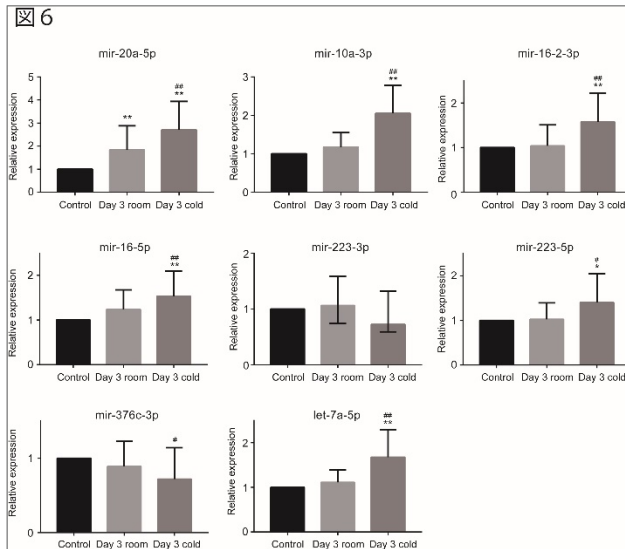 図6
mir-20a-5p
Relative expression
5
4
3
2
1
0
**
##
**
Control Day 3 room Day 3 cold
mir-10a-3p
Relative expression
3
2
1
0
##
**
Control Day 3 room Day 3 cold
mir-16-2-3p
Relative expression
2
1
0
##
**
Control Day 3 room Day 3 cold
mir-16-5p
Relative expression
2
1
0
##
**
Control Day 3 room Day 3 cold
mir-223-3p
Relative expression
2
1
0
Control Day 3 room Day 3 cold
mir-223-5p
Relative expression
2
1
0
#
*
Control Day 3 room Day 3 cold
mir-376c-3p
Relative expression
1
0
#
Control Day 3 room Day 3 cold
let-7a-5p
Relative expression
2
1
0
##
**
Control Day 3 room Day 3 cold